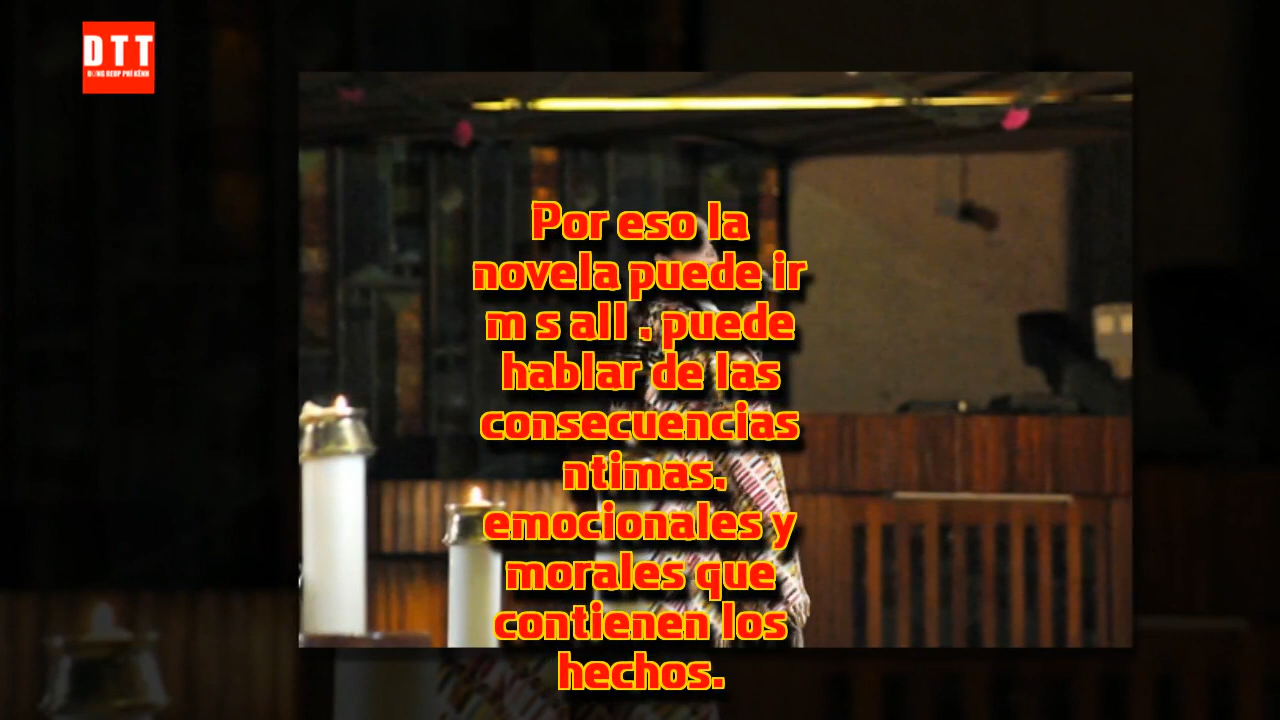 DTT
Por eso la
novela puede ir
m s all , puede
hablar de las
consecuencias
ntimas,
emocionales y
morales que
contienen los
hechos.